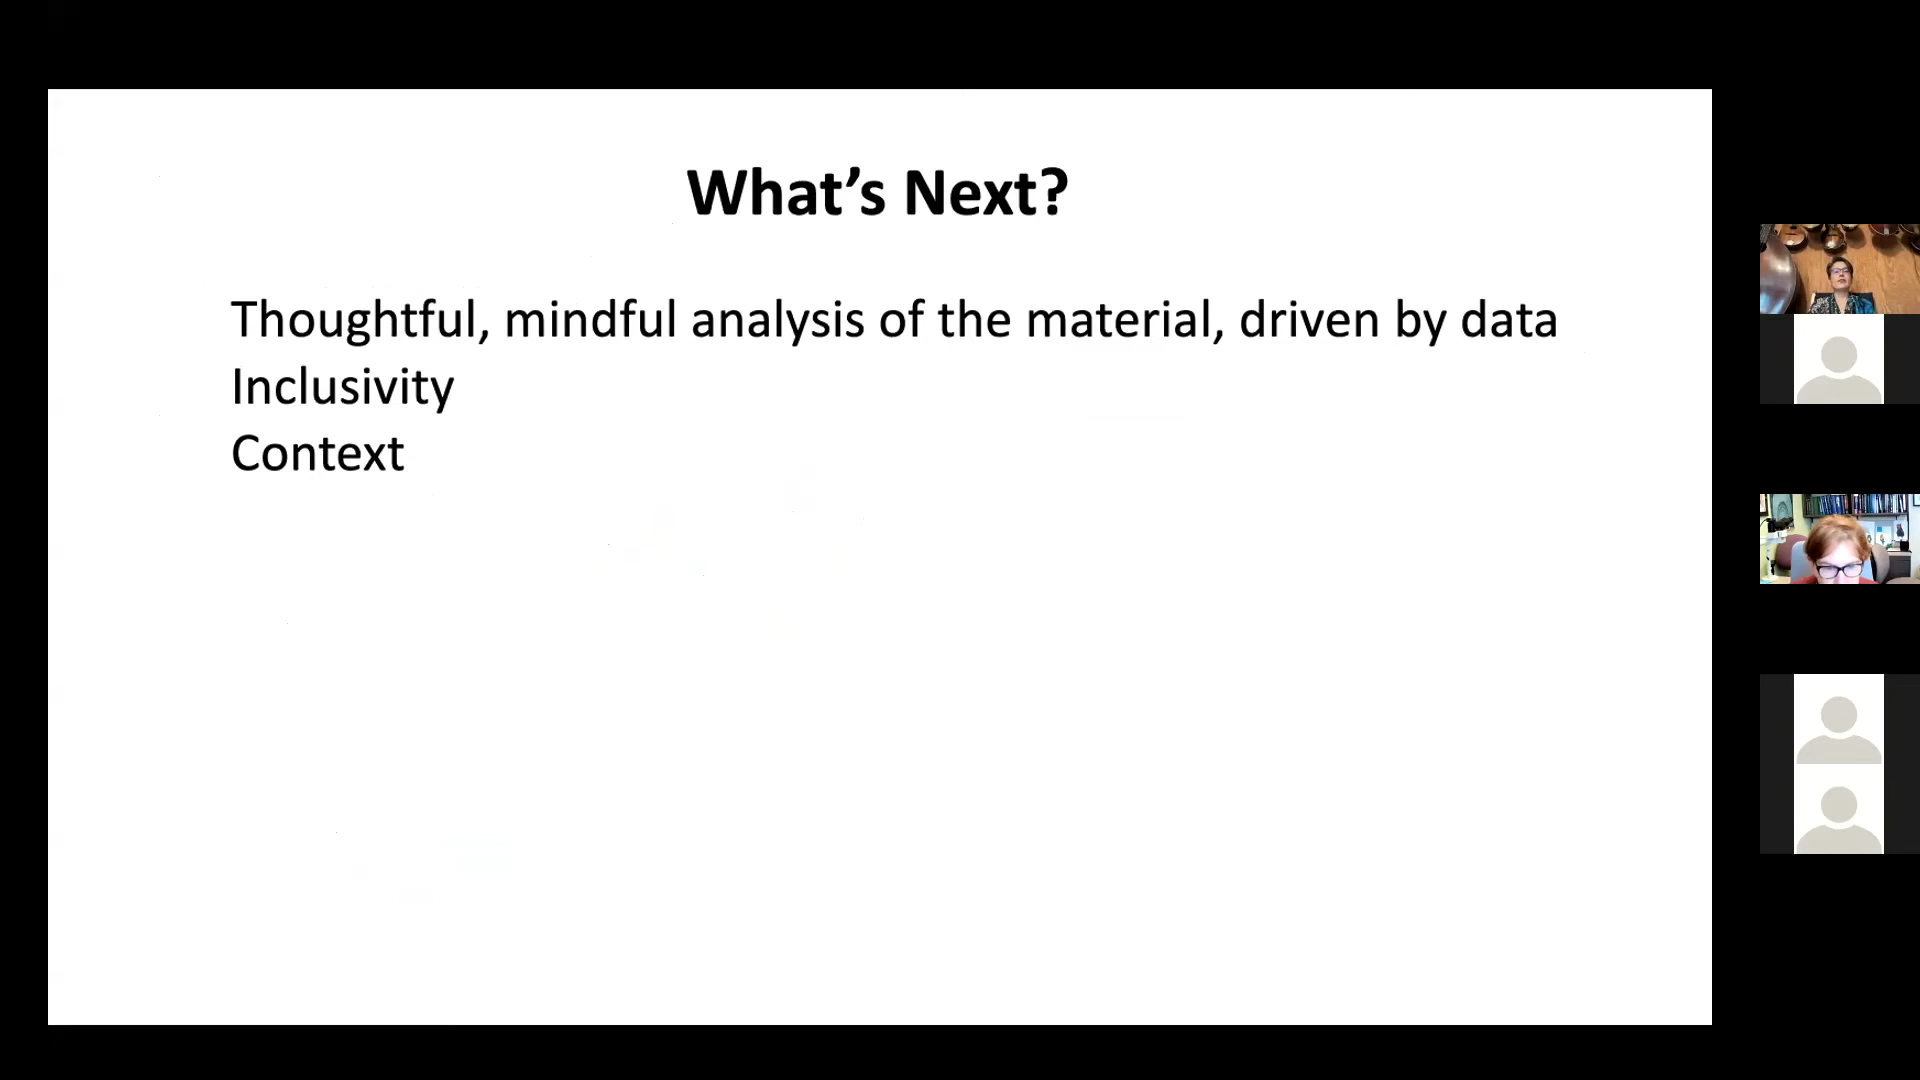 What’s Next?
Thoughtful, mindful analysis of the material, driven by data
Inclusivity
Context